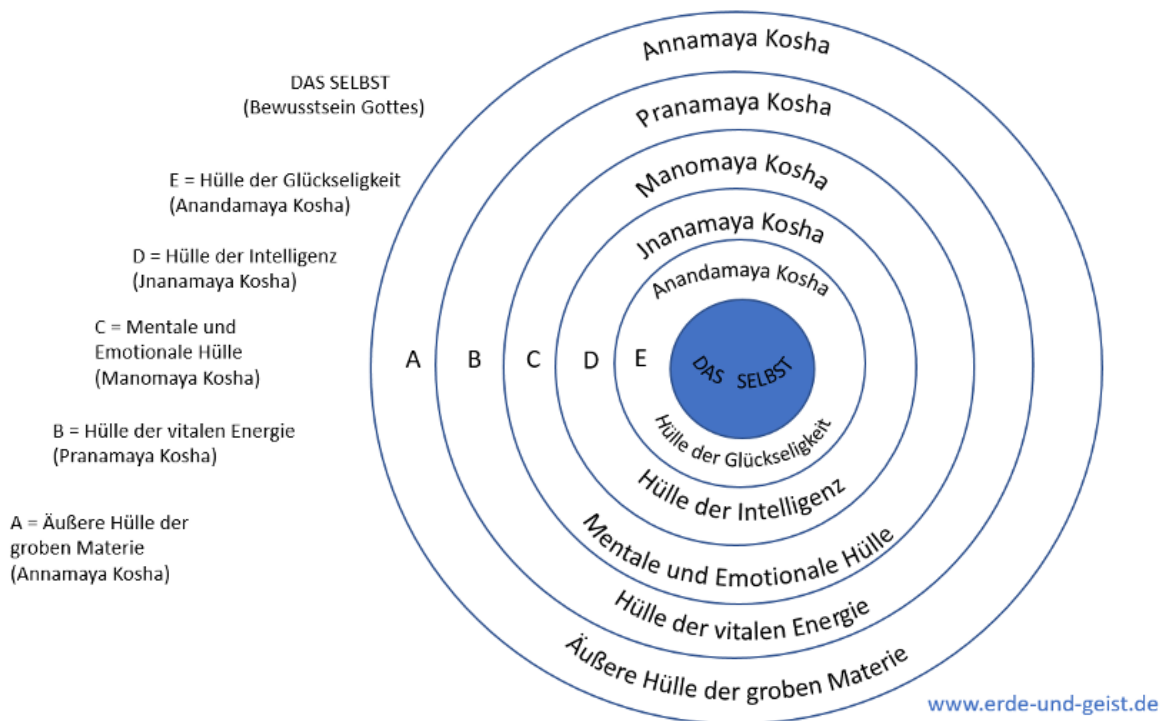 DAS SELBST
(Bewusstsein Gottes)
E = Hülle der Glückseligkeit
(Anandamaya Kosha)
D = Hülle der Intelligenz
(Jnanamaya Kosha)
C = Mentale und
Emotionale Hülle
(Manomaya Kosha)
B = Hülle der vitalen Energie
(Pranamaya Kosha)
A = Äußere Hülle der
groben Materie
(Annamaya Kosha)
Annamaya Kosha
Pranamaya Kosha
Manomaya Kosha
Jnanamaya Kosha
Anandamaya Kosha
A B C D E
DAS SELBST
Hülle der Glückseligkeit
Hülle der Intelligenz
Mentale und Emotionale Hülle
Hülle der vitalen Energie
Äußere Hülle der groben Materie
www.erde-und-geist.de